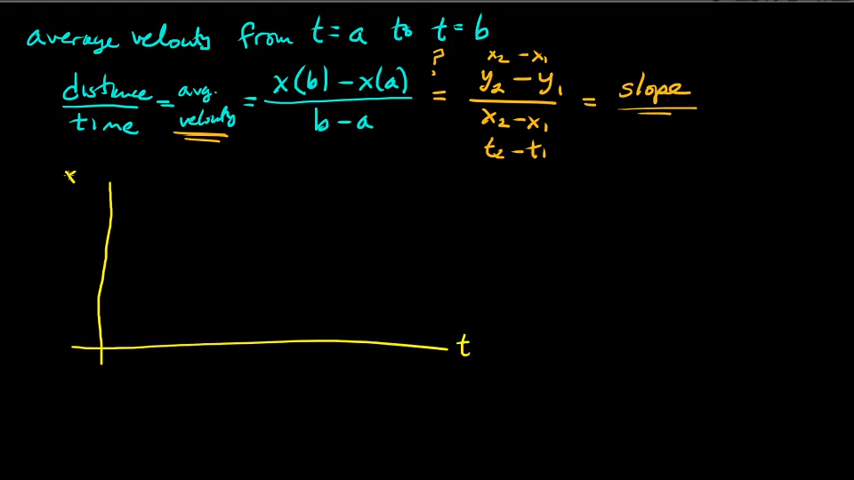 average velocity from t = a to t = b
distance/time = avg. velocity = x(b) - x(a) / b - a ?= x₂ - x₁ y₂ - y₁ / x₂ - x₁ t₂ - t₁ = slope
x
t